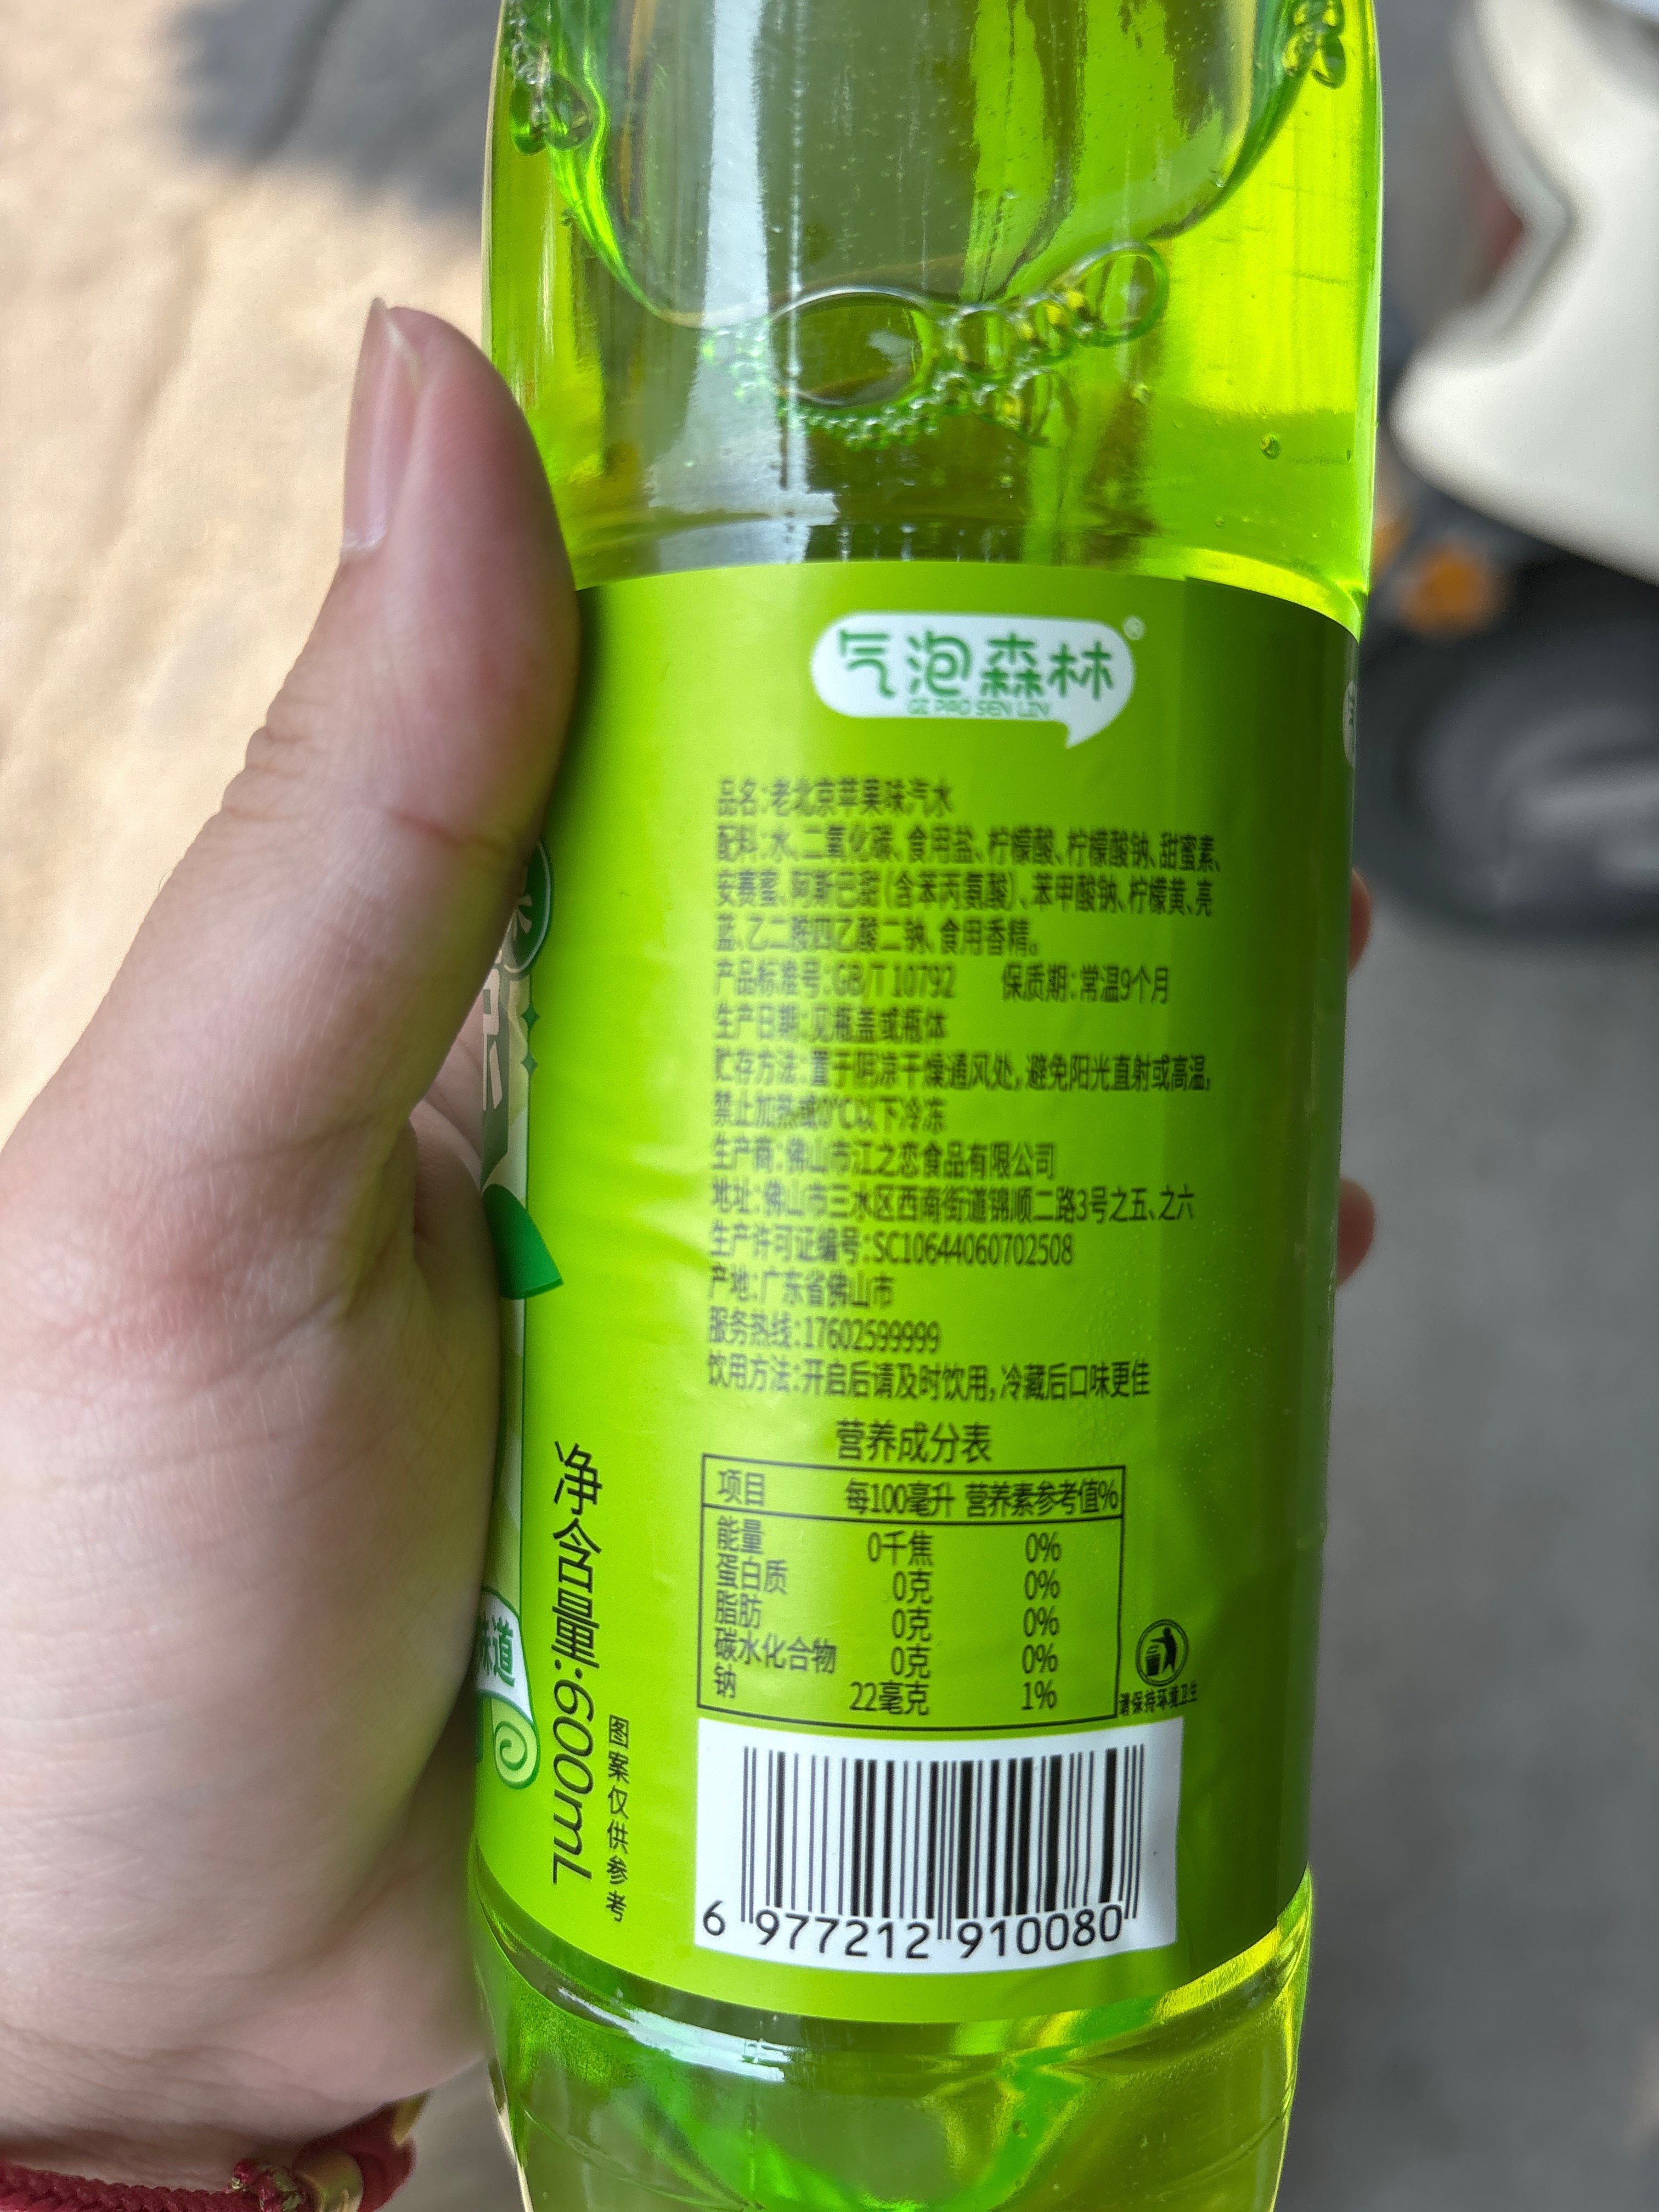 气泡森林®
QI PAO SEN LIN
品名:老北京苹果味汽水
配料:水、二氧化碳、食用盐、柠檬酸、柠檬酸钠、甜蜜素、
安赛蜜、阿斯巴甜(含苯丙氨酸)、苯甲酸钠、柠檬黄、亮
蓝、乙二胺四乙酸二钠、食用香精。
产品标准号:GB/T 10792 保质期:常温9个月
生产日期:见瓶盖或瓶体
贮存方法:置于阴凉干燥通风处,避免阳光直射或高温,
禁止加热或0℃以下冷冻
生产商:佛山市江之恋食品有限公司
地址:佛山市三水区西南街道锦顺二路3号之五、之六
生产许可证编号:SC10644060702508
产地:广东省佛山市
服务热线:17602599999
饮用方法:开启后请及时饮用,冷藏后口味更佳
营养成分表
项目 每100毫升 营养素参考值%
能量 0千焦 0%
蛋白质 0克 0%
脂肪 0克 0%
碳水化合物 0克 0%
钠 22毫克 1%
请保持环境卫生
6 977212 910080
净含量:600mL
图案仅供参考
味道